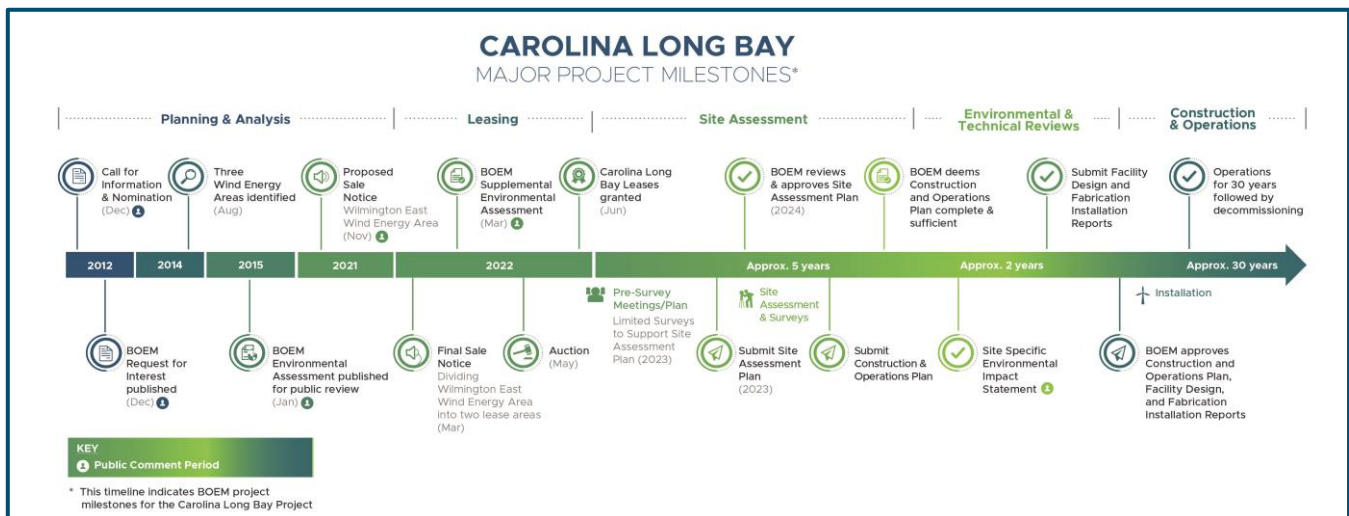 CAROLINA LONG BAY
MAJOR PROJECT MILESTONES*
Planning & Analysis
Leasing
Site Assessment
Environmental &
Technical Reviews
Construction
& Operations
Call for
Information
& Nomination
(Dec)
Three
Wind Energy
Areas identified
(Aug)
Proposed
Sale
Notice
Wilmington East
Wind Energy Area
(Nov)
BOEM
Supplemental
Environmental
Assessment
(Mar)
Carolina Long
Bay Leases
granted
(Jun)
BOEM reviews
& approves Site
Assessment Plan
(2024)
BOEM deems
Construction
and Operations
Plan complete &
sufficient
Submit Facility
Design and
Fabrication
Installation
Reports
Operations
for 30 years
followed by
decommissioning
2012
2014
2015
2021
2022
Approx. 5 years
Approx. 2 years
Approx. 30 years
Pre-Survey
Meetings/Plan
Limited Surveys
to Support Site
Assessment
Plan (2023)
Site
Assessment
& Surveys
Installation
BOEM
Request for
Interest
published
(Dec)
BOEM
Environmental
Assessment published
for public review
(Jan)
Final Sale
Notice
Dividing
Wilmington East
Wind Energy Area
into two lease areas
(Mar)
Auction
(May)
Submit Site
Assessment
Plan
(2023)
Submit
Construction &
Operations Plan
Site Specific
Environmental
Impact
Statement
BOEM approves
Construction and
Operations Plan,
Facility Design,
and Fabrication
Installation Reports
KEY
Public Comment Period
* This timeline indicates BOEM project
milestones for the Carolina Long Bay Project